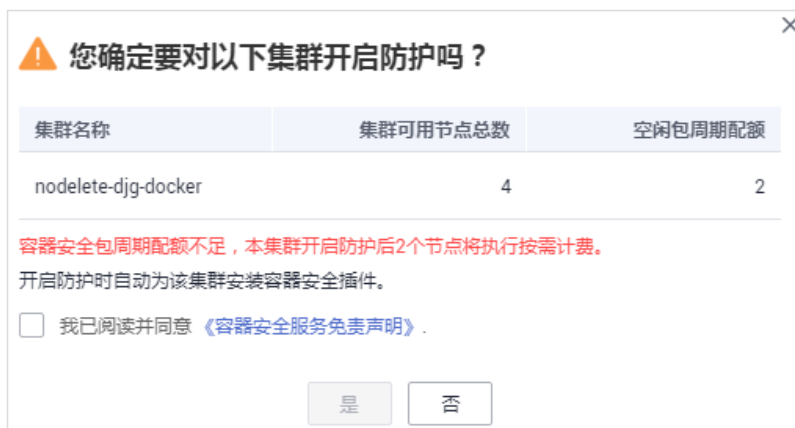 您确定要对以下集群开启防护吗？
集群名称 集群可用节点总数 空闲包周期配额
nodelete-djg-docker 4 2
容器安全包周期配额不足，本集群开启防护后2个节点将执行按需计费。
开启防护时自动为该集群安装容器安全插件。
我已阅读并同意 《容器安全服务免责声明》.
是 否